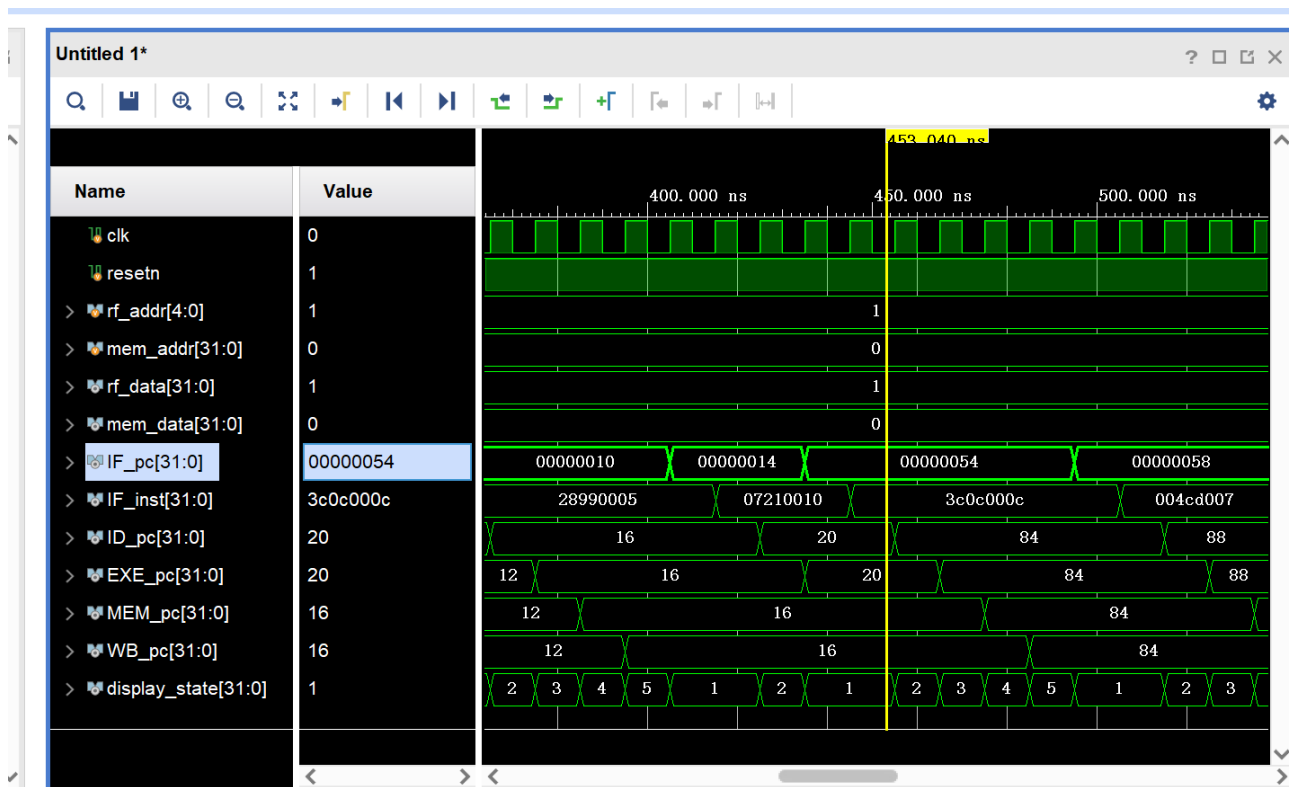 Untitled 1*
?
453.040 ns
Name Value
400.000 ns 450.000 ns 500.000 ns
clk 0
resetn 1
rf_addr[4:0] 1 1
mem_addr[31:0] 0 0
rf_data[31:0] 1 1
mem_data[31:0] 0 0
IF_pc[31:0] 00000054 00000010 00000014 00000054 00000058
IF_inst[31:0] 3c0c000c 28990005 07210010 3c0c000c 004cd007
ID_pc[31:0] 20 16 20 84 88
EXE_pc[31:0] 20 12 16 20 84 88
MEM_pc[31:0] 16 12 16 84
WB_pc[31:0] 16 12 16 84
display_state[31:0] 1 2 3 4 5 1 2 1 2 3 4 5 1 2 3